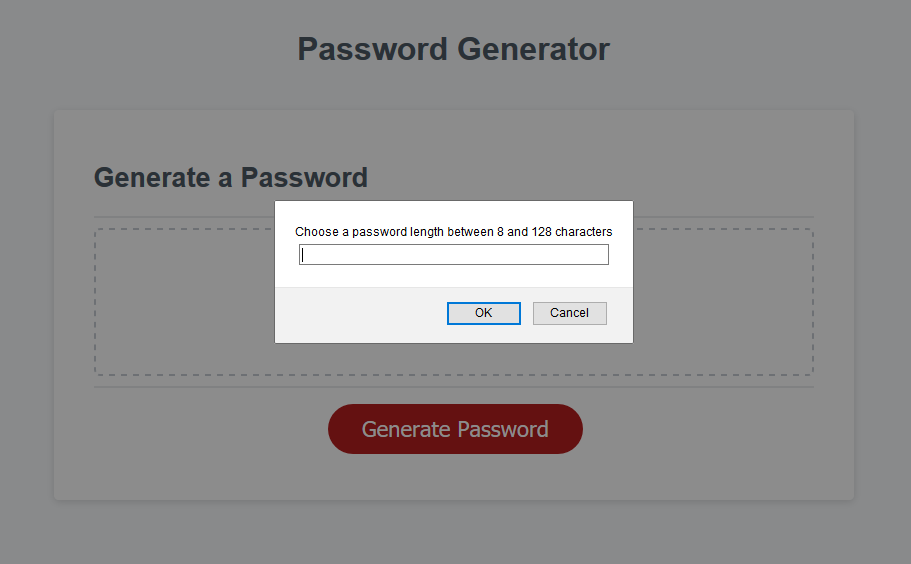 Password Generator
Generate a Password
Choose a password length between 8 and 128 characters
OK
Cancel
Generate Password